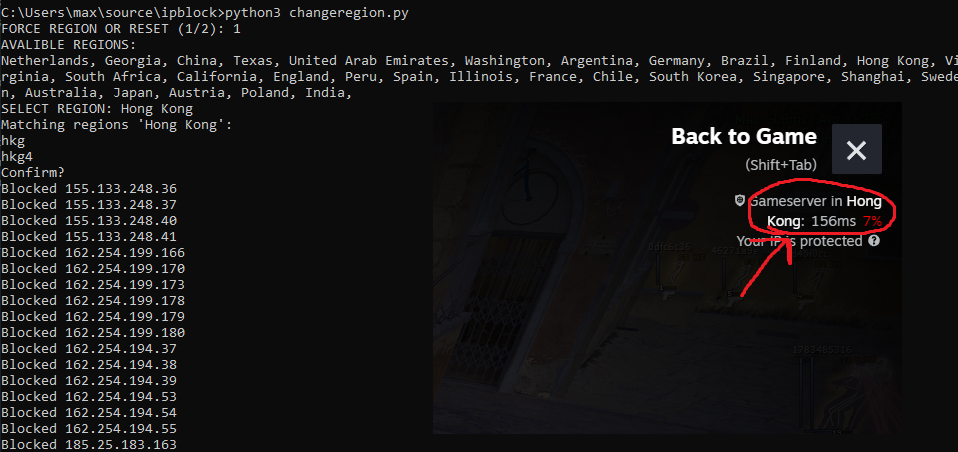 C:\Users\max\source\ipblock>python3 changeregion.py
FORCE REGION OR RESET (1/2): 1
AVALIBLE REGIONS:
Netherlands, Georgia, China, Texas, United Arab Emirates, Washington, Argentina, Germany, Brazil, Finland, Hong Kong, Vi
rginia, South Africa, California, England, Peru, Spain, Illinois, France, Chile, South Korea, Singapore, Shanghai, Swede
n, Australia, Japan, Austria, Poland, India,
SELECT REGION: Hong Kong
Matching regions 'Hong Kong':
hkg
hkg4
Confirm?
Blocked 155.133.248.36
Blocked 155.133.248.37
Blocked 155.133.248.40
Blocked 155.133.248.41
Blocked 162.254.199.166
Blocked 162.254.199.170
Blocked 162.254.199.173
Blocked 162.254.199.178
Blocked 162.254.199.179
Blocked 162.254.199.180
Blocked 162.254.194.37
Blocked 162.254.194.38
Blocked 162.254.194.39
Blocked 162.254.194.53
Blocked 162.254.194.54
Blocked 162.254.194.55
Blocked 185.25.183.163
Back to Game
(Shift+Tab)
Gameserver in Hong
Kong: 156ms 7%
Your IP is protected